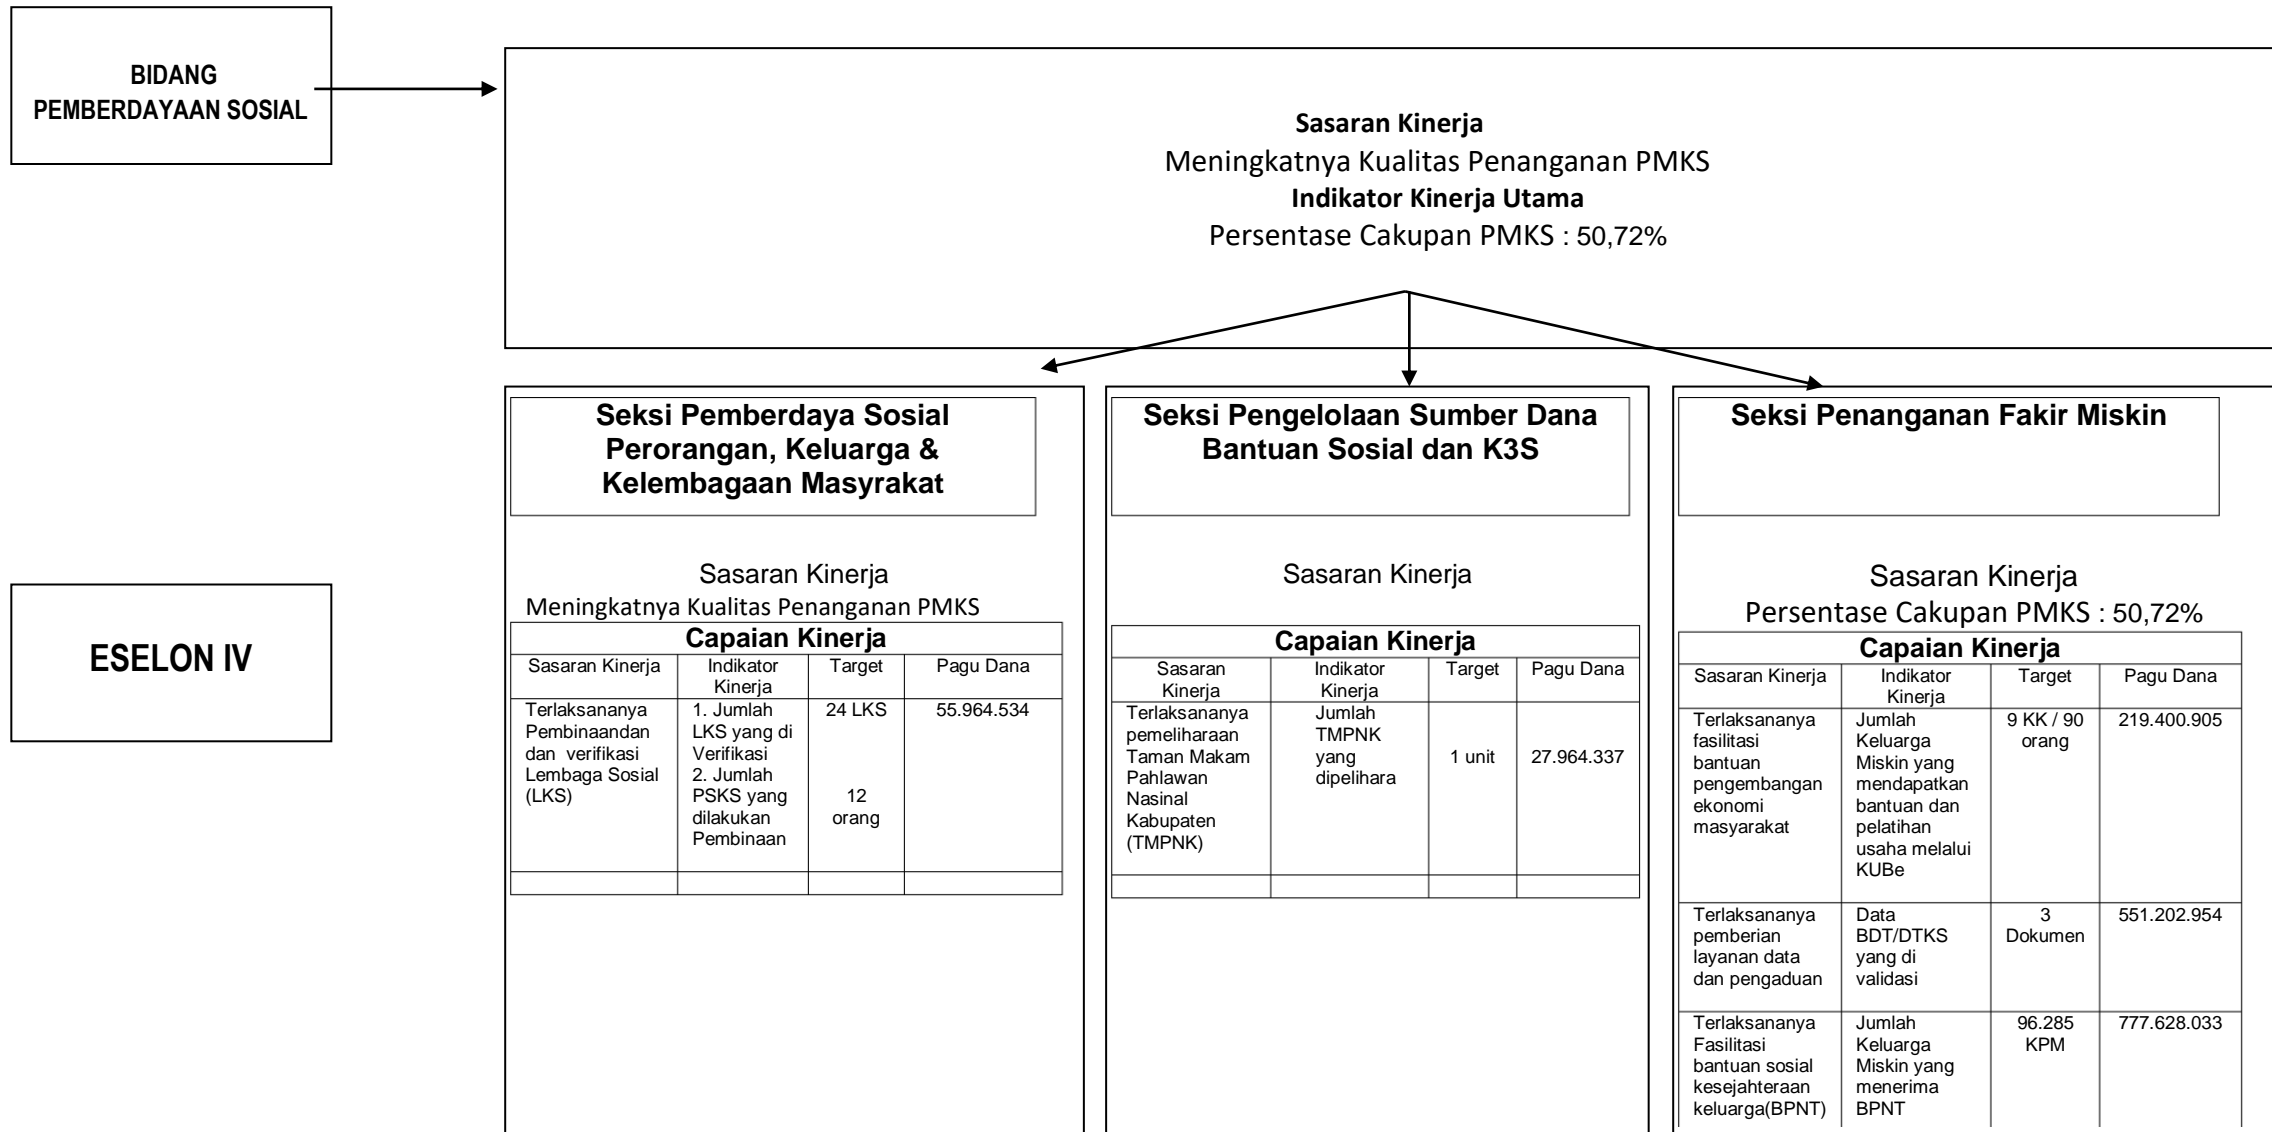 BIDANG
PEMBERDAYAAN SOSIAL
Sasaran Kinerja
Meningkatnya Kualitas Penanganan PMKS
Indikator Kinerja Utama
Persentase Cakupan PMKS : 50,72%
ESELON IV
Seksi Pemberdaya Sosial
Perorangan, Keluarga &
Kelembagaan Masyrakat
Sasaran Kinerja
Meningkatnya Kualitas Penanganan PMKS
Capaian Kinerja
Sasaran Kinerja
Indikator
Kinerja
Target
Pagu Dana
Terlaksananya
Pembinaandan
dan verifikasi
Lembaga Sosial
(LKS)
1. Jumlah
LKS yang di
Verifikasi
2. Jumlah
PSKS yang
dilakukan
Pembinaan
24 LKS
12
orang
55.964.534
Seksi Pengelolaan Sumber Dana
Bantuan Sosial dan K3S
Sasaran Kinerja
Capaian Kinerja
Sasaran
Kinerja
Indikator
Kinerja
Target
Pagu Dana
Terlaksananya
pemeliharaan
Taman Makam
Pahlawan
Nasinal
Kabupaten
(TMPNK)
Jumlah
TMPNK
yang
dipelihara
1 unit
27.964.337
Seksi Penanganan Fakir Miskin
Sasaran Kinerja
Persentase Cakupan PMKS : 50,72%
Capaian Kinerja
Sasaran Kinerja
Indikator
Kinerja
Target
Pagu Dana
Terlaksananya
fasilitasi
bantuan
pengembangan
ekonomi
masyarakat
Jumlah
Keluarga
Miskin yang
mendapatkan
bantuan dan
pelatihan
usaha melalui
KUBe
9 KK / 90
orang
219.400.905
Terlaksananya
pemberian
layanan data
dan pengaduan
Data
BDT/DTKS
yang di
validasi
3
Dokumen
551.202.954
Terlaksananya
Fasilitasi
bantuan sosial
kesejahteraan
keluarga(BPNT)
Jumlah
Keluarga
Miskin yang
menerima
BPNT
96.285
KPM
777.628.033